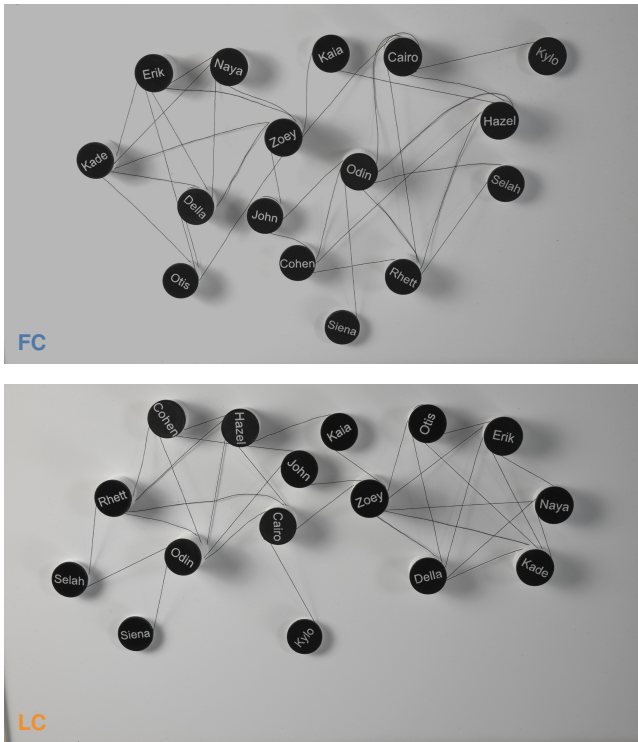 Erik
Naya
Kaia
Cairo
Kylo
Kade
Zoey
Hazel
Odin
Selah
Della
John
Otis
Cohen
Rhett
Siena
FC
Cohen
Hazel
Kaia
Otis
Erik
John
Rhett
Zoey
Naya
Cairo
Odin
Selah
Della
Kade
Siena
Kylo
LC